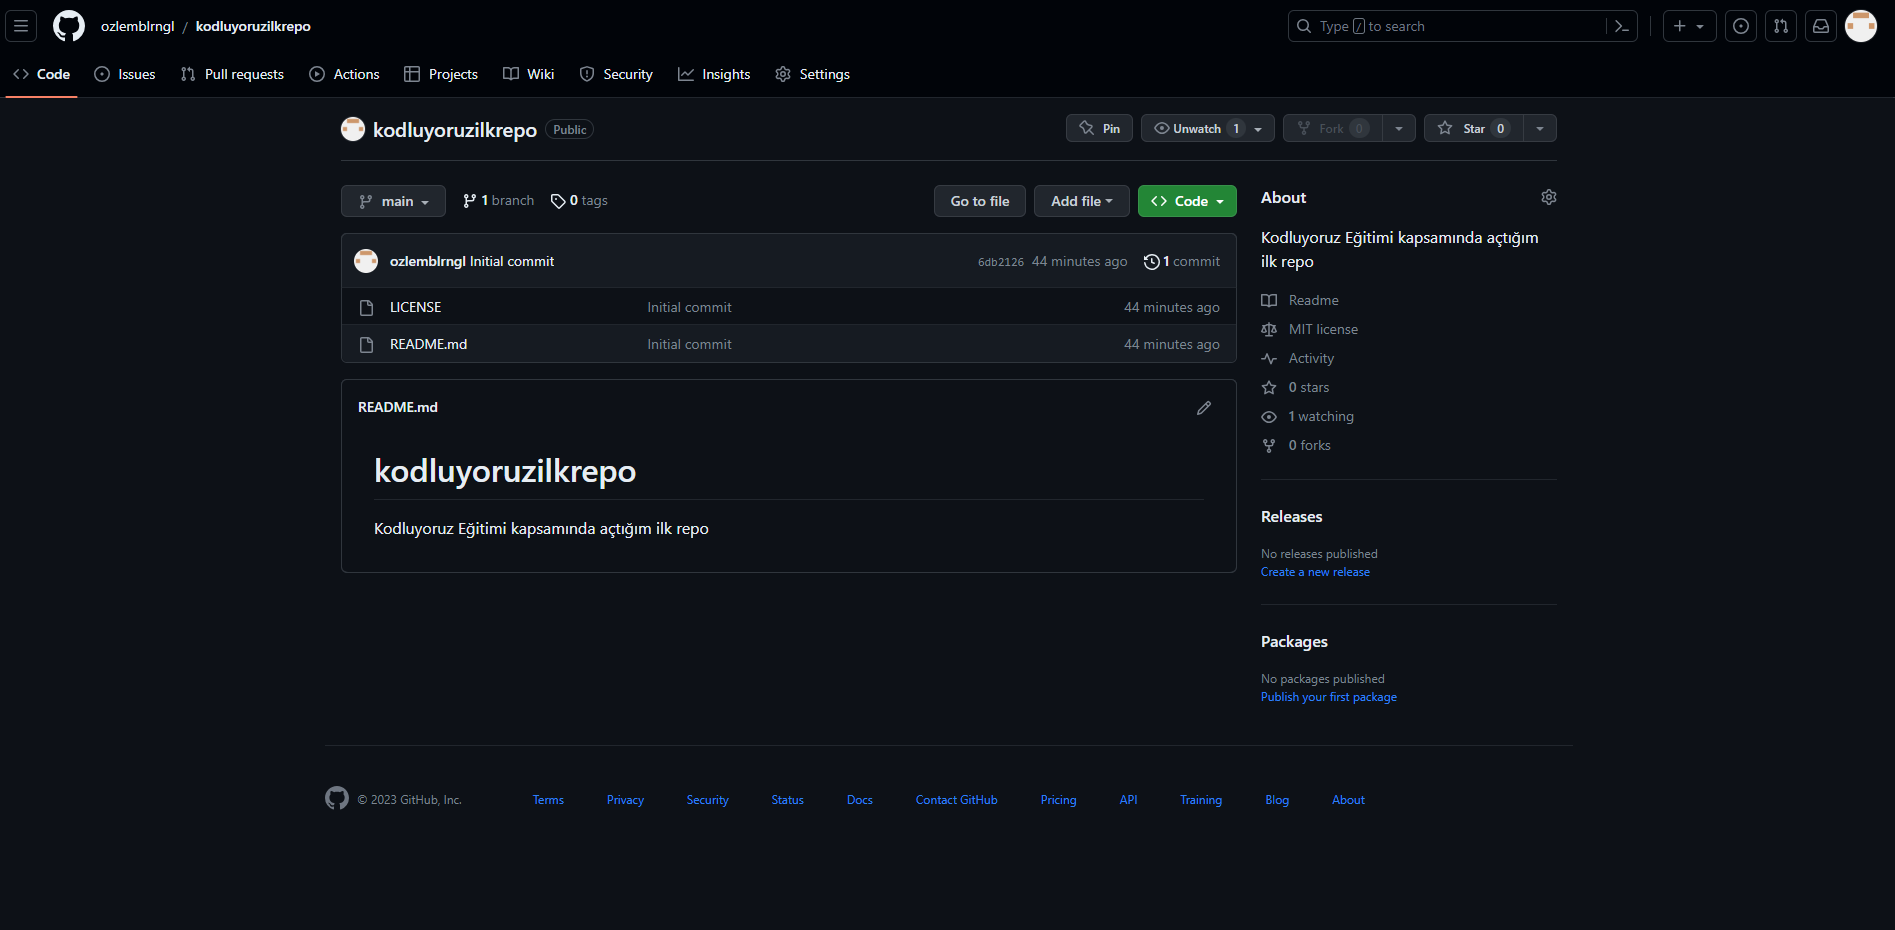 ozlemblrngl / kodluyoruzilkrepo
Type / to search
Code Issues Pull requests Actions Projects Wiki Security Insights Settings
kodluyoruzilkrepo Public
Pin Unwatch 1 Fork 0 Star 0
main 1 branch 0 tags Go to file Add file Code
ozlemblrngl Initial commit 6db2126 44 minutes ago 1 commit
LICENSE Initial commit 44 minutes ago
README.md Initial commit 44 minutes ago
README.md
kodluyoruzilkrepo
Kodluyoruz Eğitimi kapsamında açtığım ilk repo
About
Kodluyoruz Eğitimi kapsamında açtığım
ilk repo
Readme
MIT license
Activity
0 stars
1 watching
0 forks
Releases
No releases published
Create a new release
Packages
No packages published
Publish your first package
© 2023 GitHub, Inc. Terms Privacy Security Status Docs Contact GitHub Pricing API Training Blog About